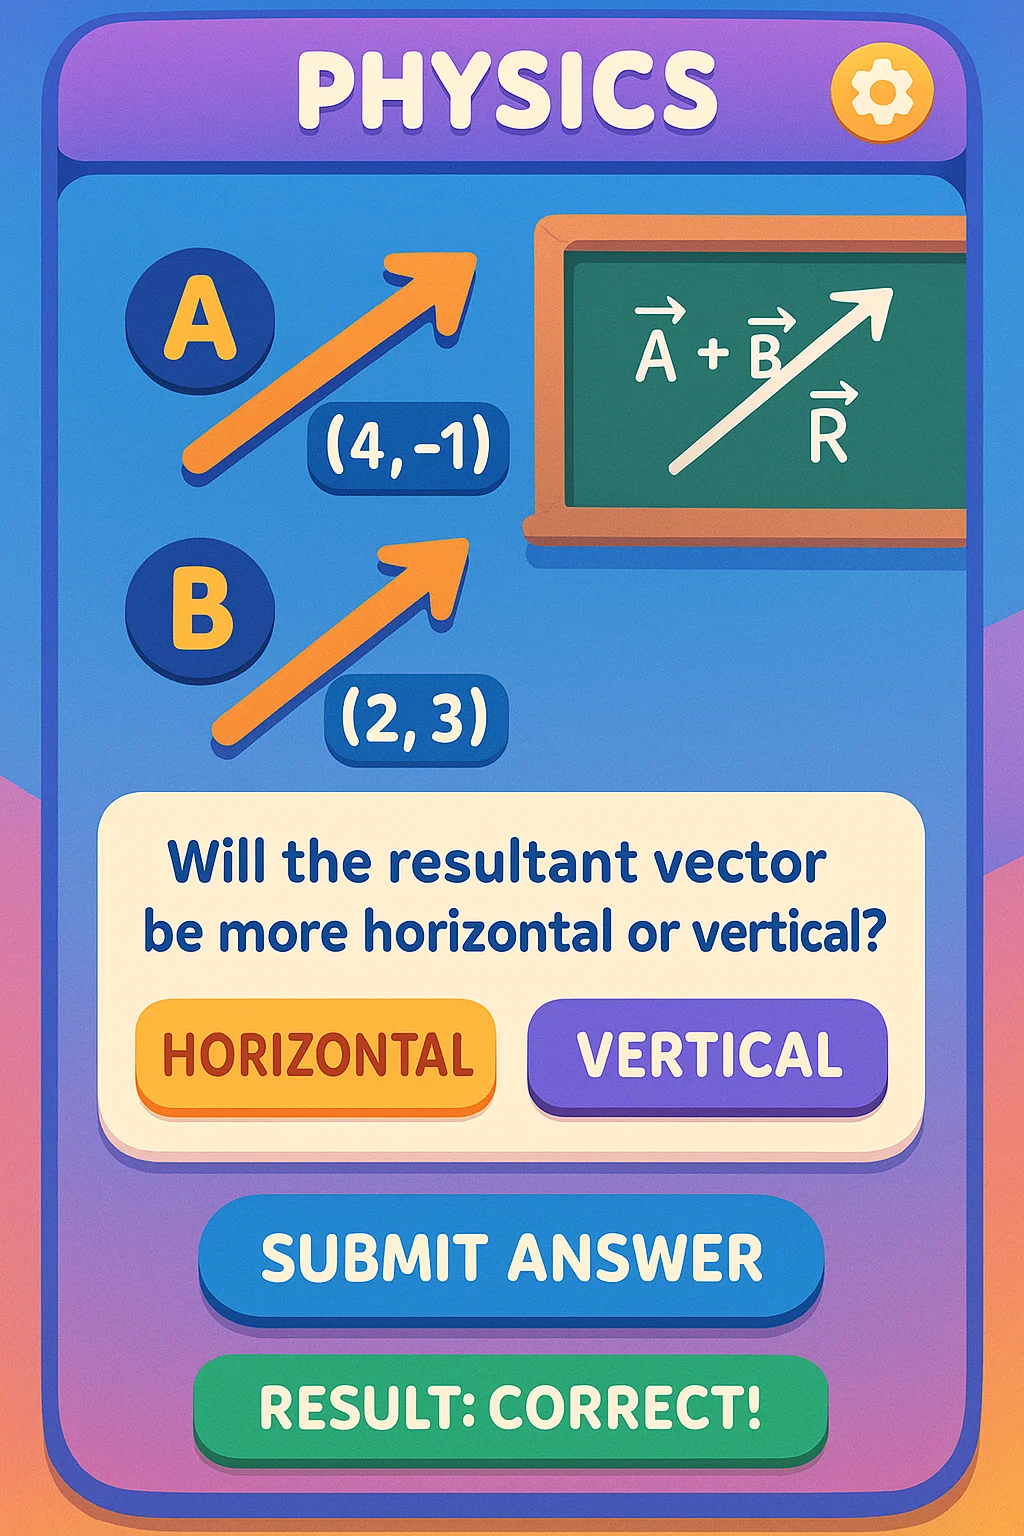 PHYSICS
A
(4, -1)
A + B
R
B
(2, 3)
Will the resultant vector
be more horizontal or vertical?
HORIZONTAL
VERTICAL
SUBMIT ANSWER
RESULT: CORRECT!